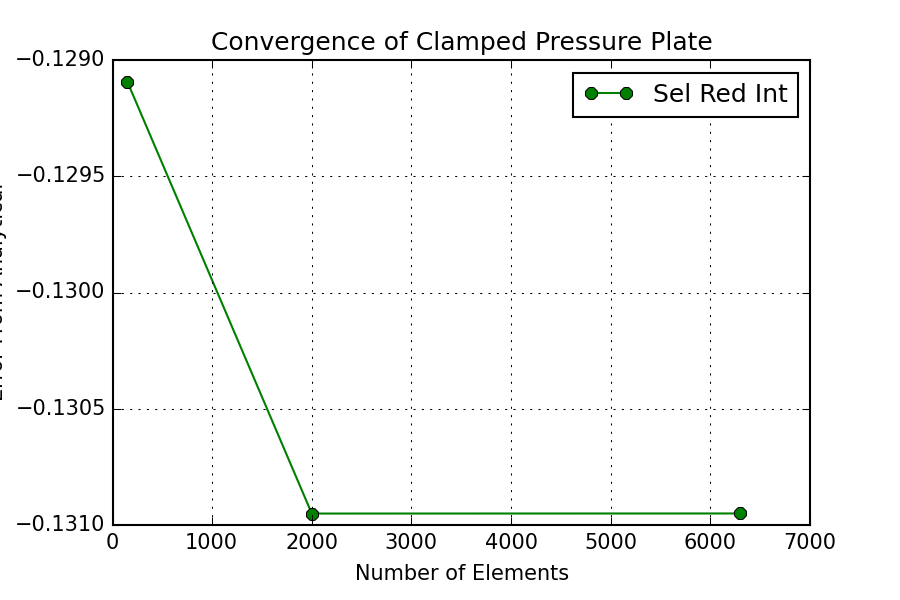 Convergence of Clamped Pressure Plate
−0.1290
−0.1295
−0.1300
−0.1305
−0.1310
Sel Red Int
0 1000 2000 3000 4000 5000 6000 7000
Number of Elements